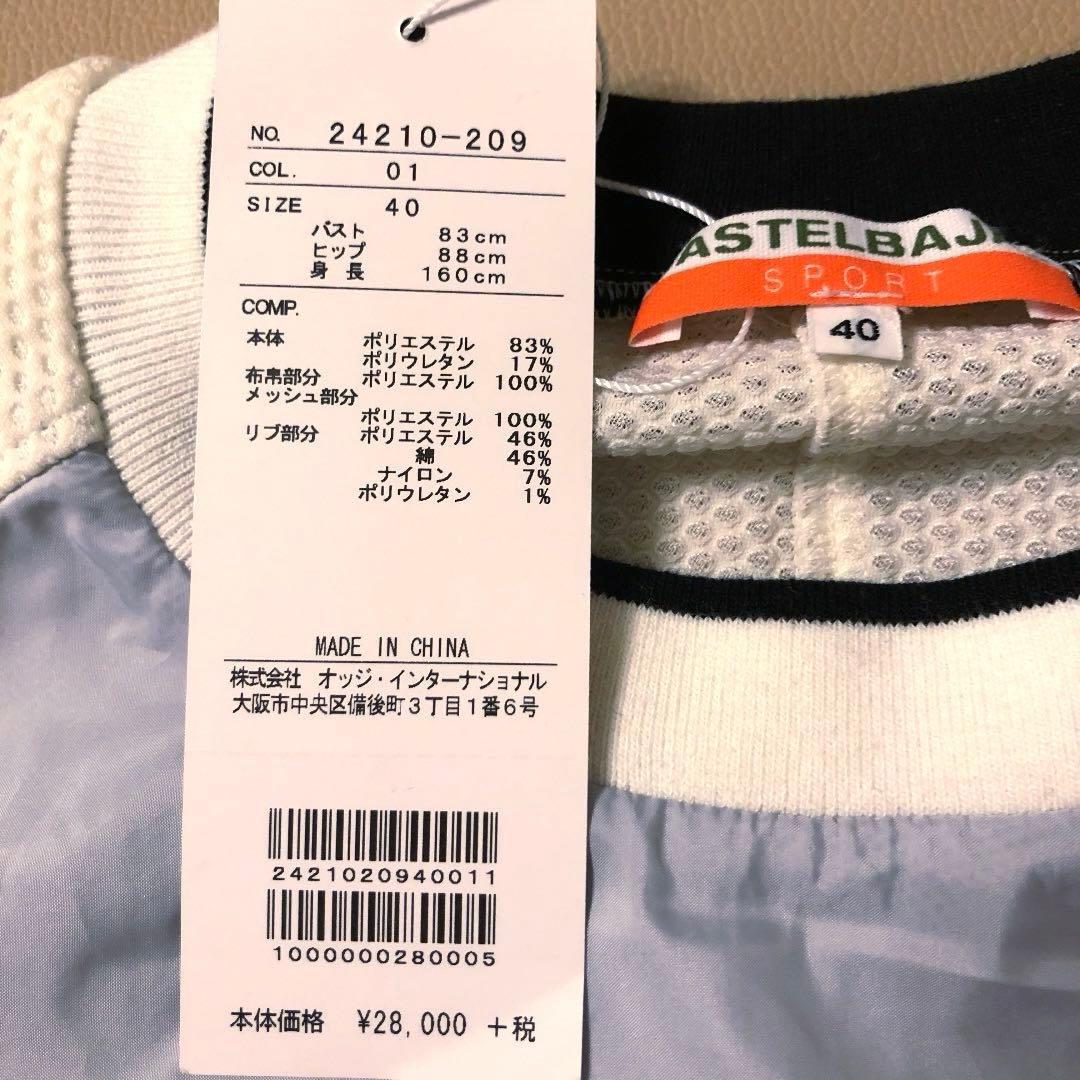 NO. 24210-209
COL. 01
SIZE 40
バスト 83cm
ヒップ 88cm
身長 160cm
COMP.
本体 ポリエステル 83%
ポリウレタン 17%
布帛部分 ポリエステル 100%
メッシュ部分
ポリエステル 100%
リブ部分 ポリエステル 46%
綿 46%
ナイロン 7%
ポリウレタン 1%
MADE IN CHINA
株式会社 オッジ・インターナショナル
大阪市中央区備後町3丁目1番6号
2421020940011
1000000280005
本体価格 ¥28,000 +税
ASTELBAJ
SPORT
40